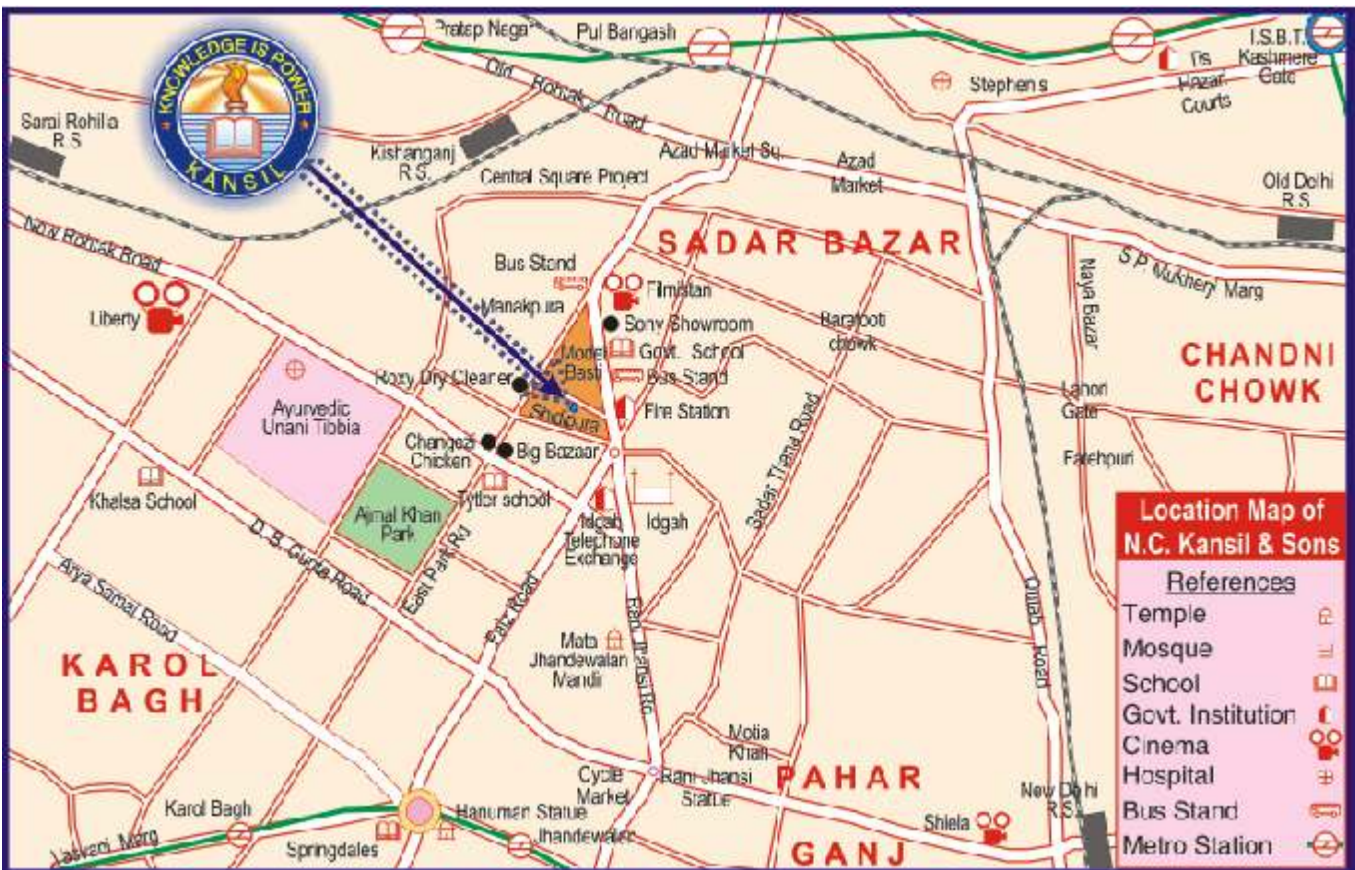 KNOWLEDGE IS POWER
KANSIL
Pratap Nagar
Pul Bangash
I.S.B.T.
Kashmere
Gate
Tis
Hazari
Courts
Stephen's
Old Rohtak Road
Sarai Rohilla
R.S.
Kishanganj
R.S.
Azad Market Sq.
Azad
Market
Central Square Project
Old Delhi
R.S.
New Rohtak Road
SADAR BAZAR
S.P. Mukherji Marg
Bus Stand
Filmistan
Naya Bazar
Manakpura
Liberty
Sony Showroom
Baratooti
chowk
Model
Basti
Govt. School
CHANDNI
CHOWK
Roxy Dry Cleaner
Bus Stand
Lahori
Gate
Ayurvedic
Unani Tibbia
Shidipura
Fire Station
Changezi
Chicken
Big Bazaar
Fatehpuri
Sadar Thana Road
Khalsa School
Tytler school
Ajmal Khan
Park
Idgah
Telephone
Exchange
Idgah
Location Map of
N.C. Kansil & Sons
References
Temple
Mosque
School
Govt. Institution
Cinema
Hospital
Bus Stand
Metro Station
D. B. Gupta Road
East Park Rd
Arya Samaj Road
Faiz Road
Rani Jhansi Rd.
Qutab Road
Mata
Jhandewalan
Mandir
KAROL
BAGH
Motia
Khan
Cycle
Market
Rani Jhansi
Statue
PAHAR
GANJ
New Delhi
R.S.
Karol Bagh
Hanuman Statue
Shiela
Jhandewalan
Springdales
Marg